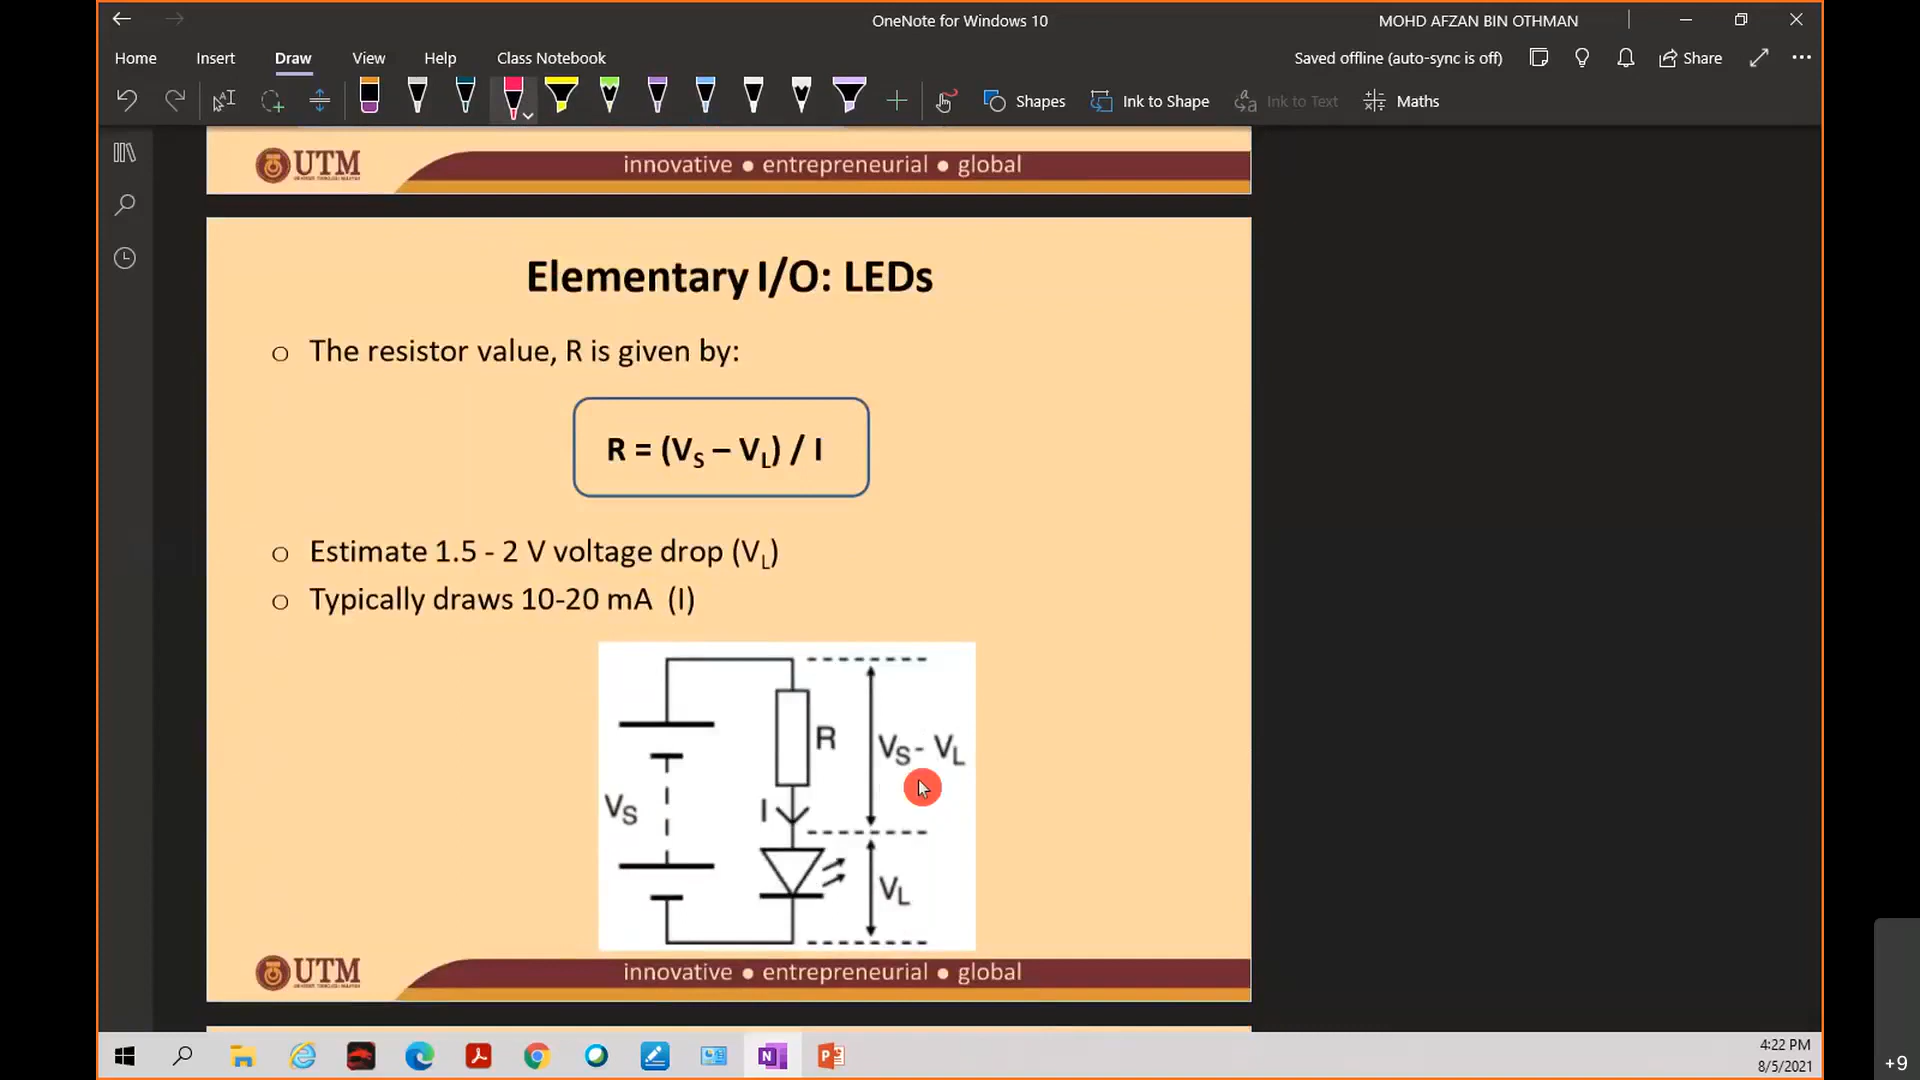 OneNote for Windows 10
MOHD AFZAN BIN OTHMAN
Home Insert Draw View Help Class Notebook
Saved offline (auto-sync is off)
Share
Shapes
Ink to Shape
Ink to Text
Maths
UTM
innovative ● entrepreneurial ● global
Elementary I/O: LEDs
o The resistor value, R is given by:
R = (VS – VL) / I
o Estimate 1.5 - 2 V voltage drop (VL)
o Typically draws 10-20 mA (I)
R
VS - VL
VS
I
VL
UTM
innovative ● entrepreneurial ● global
4:22 PM
8/5/2021
+9